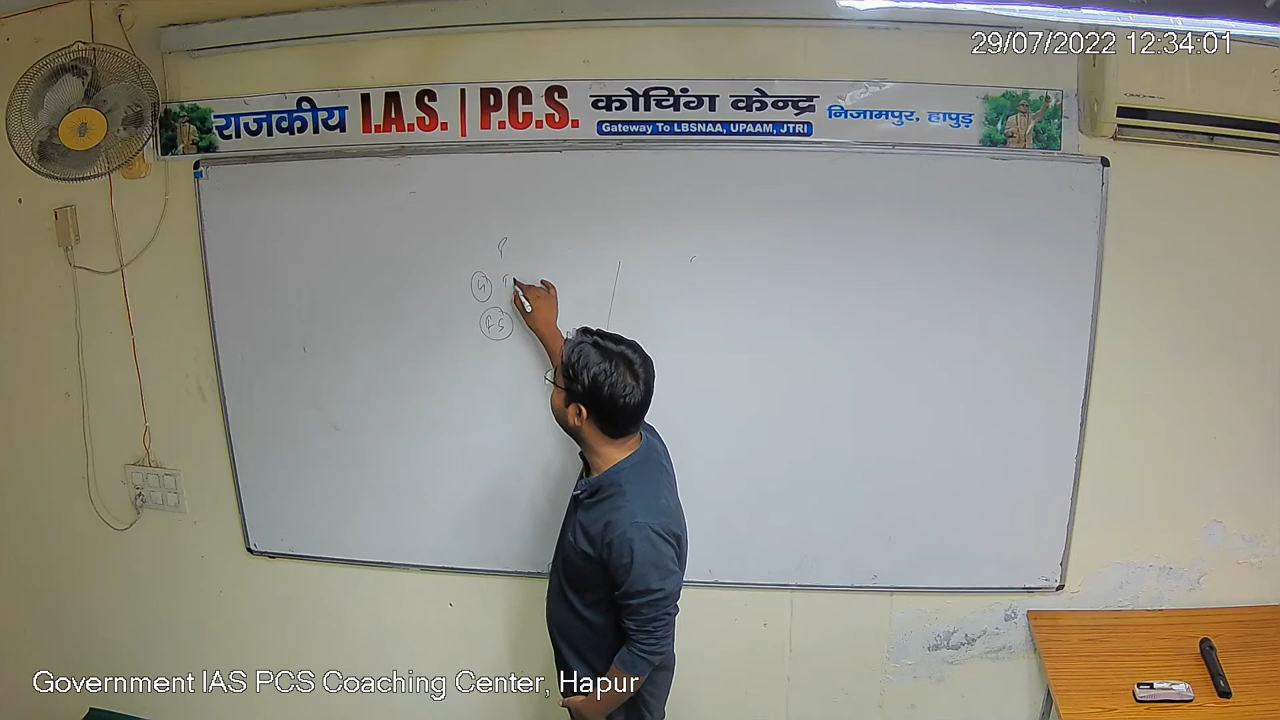 29/07/2022 12:34:01
राजकीय I.A.S. | P.C.S. कोचिंग केन्द्र निजामपुर, हापुड़
Gateway To LBSNAA, UPAAM, JTRI
Government IAS PCS Coaching Center, Hapur